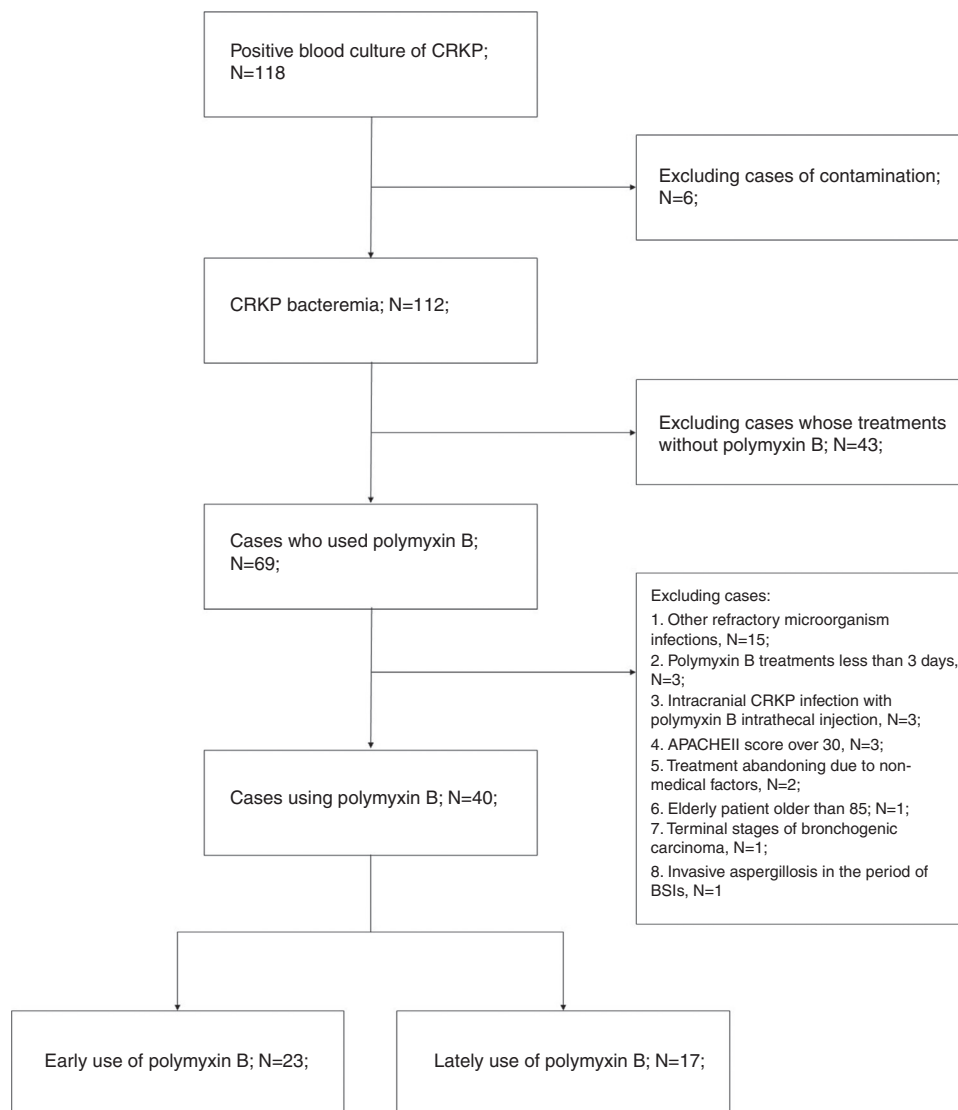 Positive blood culture of CRKP;
N=118
Excluding cases of contamination;
N=6;
CRKP bacteremia; N=112;
Excluding cases whose treatments
without polymyxin B; N=43;
Cases who used polymyxin B;
N=69;
Excluding cases:
1. Other refractory microorganism
infections, N=15;
2. Polymyxin B treatments less than 3 days,
N=3;
3. Intracranial CRKP infection with
polymyxin B intrathecal injection, N=3;
4. APACHEII score over 30, N=3;
5. Treatment abandoning due to non-
medical factors, N=2;
6. Elderly patient older than 85; N=1;
7. Terminal stages of bronchogenic
carcinoma, N=1;
8. Invasive aspergillosis in the period of
BSIs, N=1
Cases using polymyxin B; N=40;
Early use of polymyxin B; N=23;
Lately use of polymyxin B; N=17;